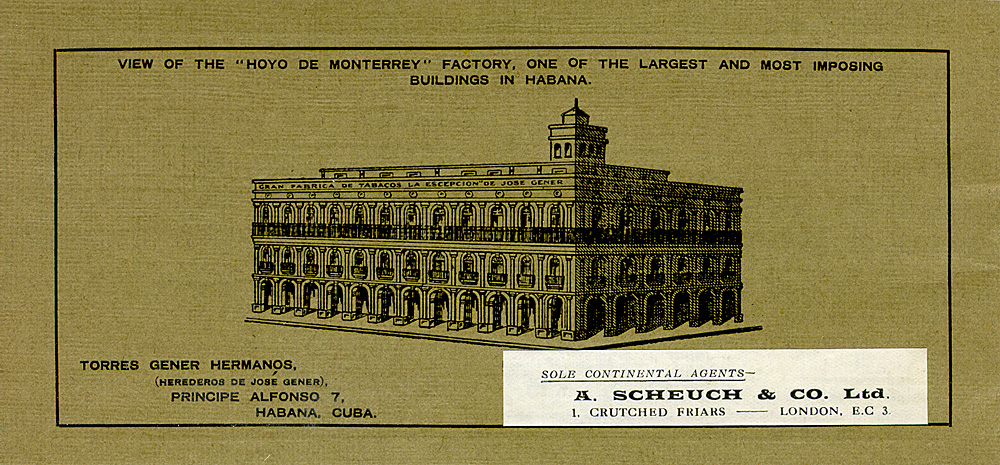 VIEW OF THE "HOYO DE MONTERREY" FACTORY, ONE OF THE LARGEST AND MOST IMPOSING
BUILDINGS IN HABANA.
GRAN FABRICA DE TABACOS LA ESCEPCION" DE JOSE GENER
TORRES GENER HERMANOS,
(HEREDEROS DE JOSE GENER),
PRINCIPE ALFONSO 7,
HABANA, CUBA.
SOLE CONTINENTAL AGENTS—
A. SCHEUCH & CO. Ltd.
1. CRUTCHED FRIARS —— LONDON, E.C 3.